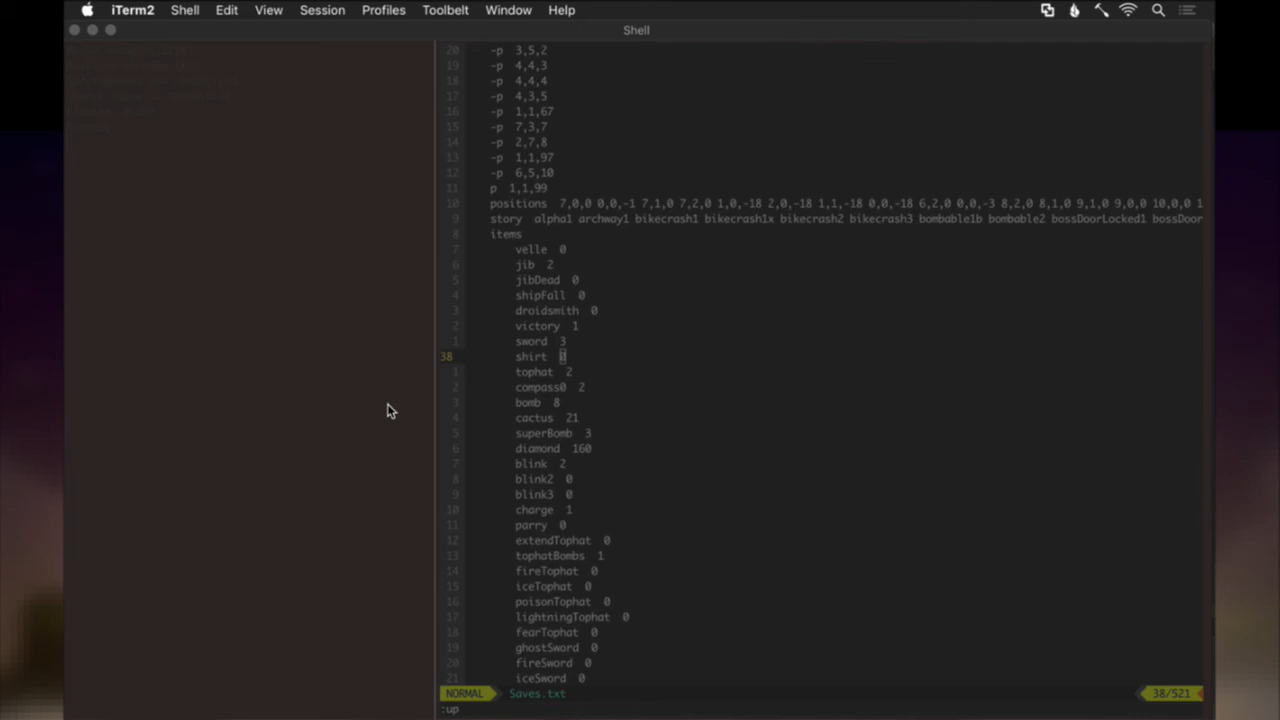 iTerm2 Shell Edit View Session Profiles Toolbelt Window Help
Shell
20 -p 3,5,2
19 -p 4,4,3
18 -p 4,4,4
17 -p 4,3,5
16 -p 1,1,67
15 -p 7,3,7
14 -p 2,7,8
13 -p 1,1,97
12 -p 6,5,10
11 p 1,1,99
10 positions 7,0,0 0,0,-1 7,1,0 7,2,0 1,0,-18 2,0,-18 1,1,-18 0,0,-18 6,2,0 0,0,-3 8,2,0 8,1,0 9,1,0 9,0,0 10,0,0 1
9 story alpha1 archway1 bikecrash1 bikecrash1x bikecrash2 bikecrash3 bombable1b bombable2 bossDoorLocked1 bossDoor
8 items
7 velle 0
6 jib 2
5 jibDead 0
4 shipFall 0
3 droidsmith 0
2 victory 1
1 sword 3
38 shirt 0
1 tophat 2
2 compass0 2
3 bomb 8
4 cactus 21
5 superBomb 3
6 diamond 160
7 blink 2
8 blink2 0
9 blink3 0
10 charge 1
11 parry 0
12 extendTophat 0
13 tophatBombs 1
14 fireTophat 0
15 iceTophat 0
16 poisonTophat 0
17 lightningTophat 0
18 fearTophat 0
19 ghostSword 0
20 fireSword 0
21 iceSword 0
NORMAL Saves.txt 38/521
:up